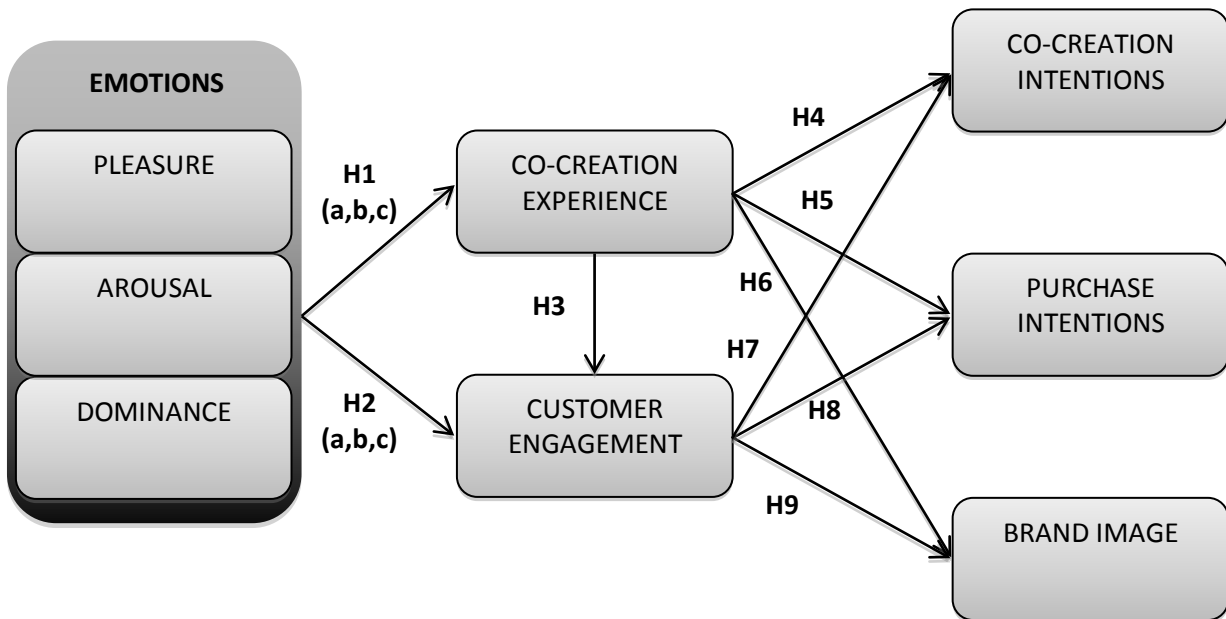 EMOTIONS
PLEASURE
AROUSAL
DOMINANCE
H1
(a,b,c)
H2
(a,b,c)
CO-CREATION
EXPERIENCE
H3
CUSTOMER
ENGAGEMENT
H4
H5
H6
H7
H8
H9
CO-CREATION
INTENTIONS
PURCHASE
INTENTIONS
BRAND IMAGE